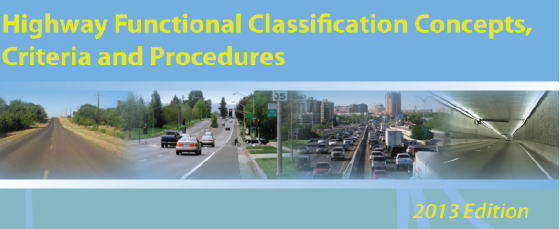 Highway Functional Classification Concepts,
Criteria and Procedures
35
2013 Edition